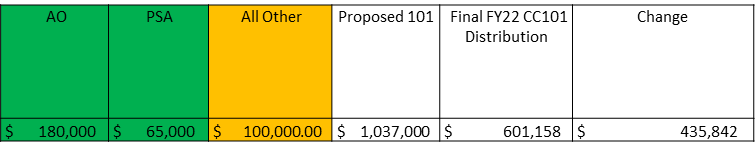 AO PSA All Other Proposed 101 Final FY22 CC101 Change
Distribution
$ 180,000 $ 65,000 $ 100,000.00 $ 1,037,000 $ 601,158 $ 435,842